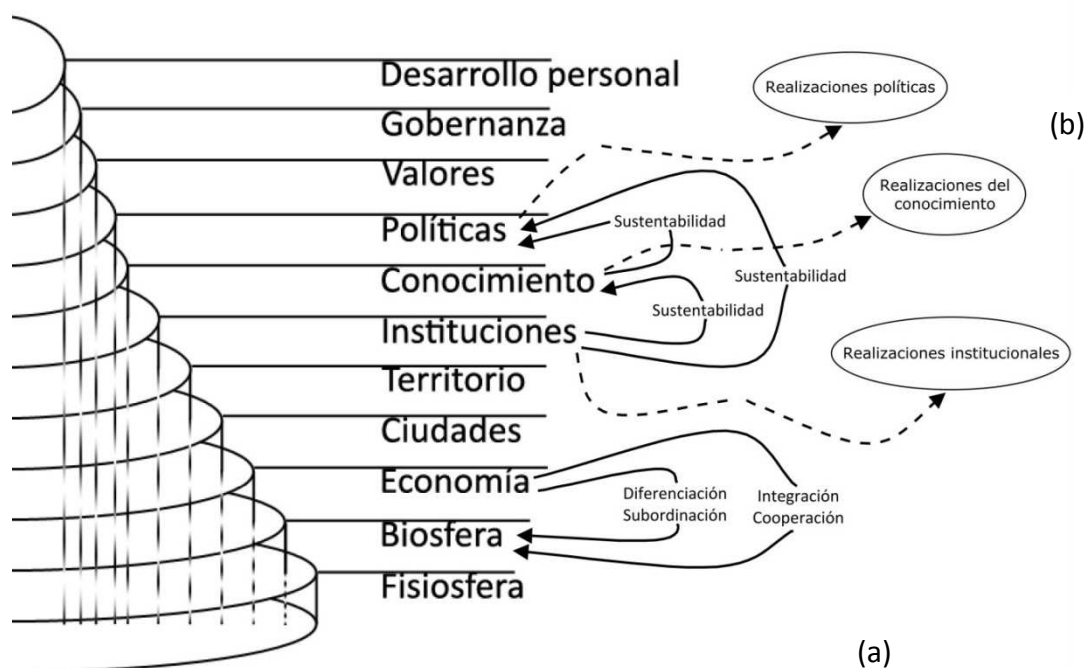 Desarrollo personal
Gobernanza
Valores
Políticas
Conocimiento
Instituciones
Territorio
Ciudades
Economía
Biosfera
Fisiosfera
Sustentabilidad
Sustentabilidad
Sustentabilidad
Diferenciación
Subordinación
Integración
Cooperación
Realizaciones políticas
Realizaciones del
conocimiento
Realizaciones institucionales
(b)
(a)